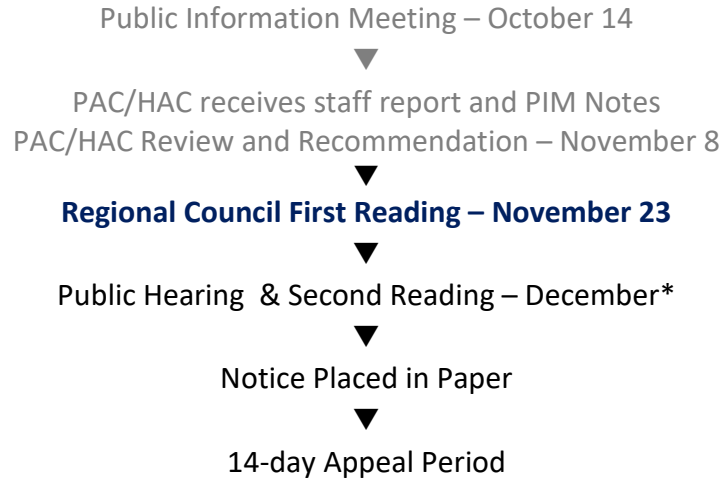 Public Information Meeting – October 14
▼
PAC/HAC receives staff report and PIM Notes
PAC/HAC Review and Recommendation – November 8
▼
Regional Council First Reading – November 23
▼
Public Hearing & Second Reading – December*
▼
Notice Placed in Paper
▼
14-day Appeal Period